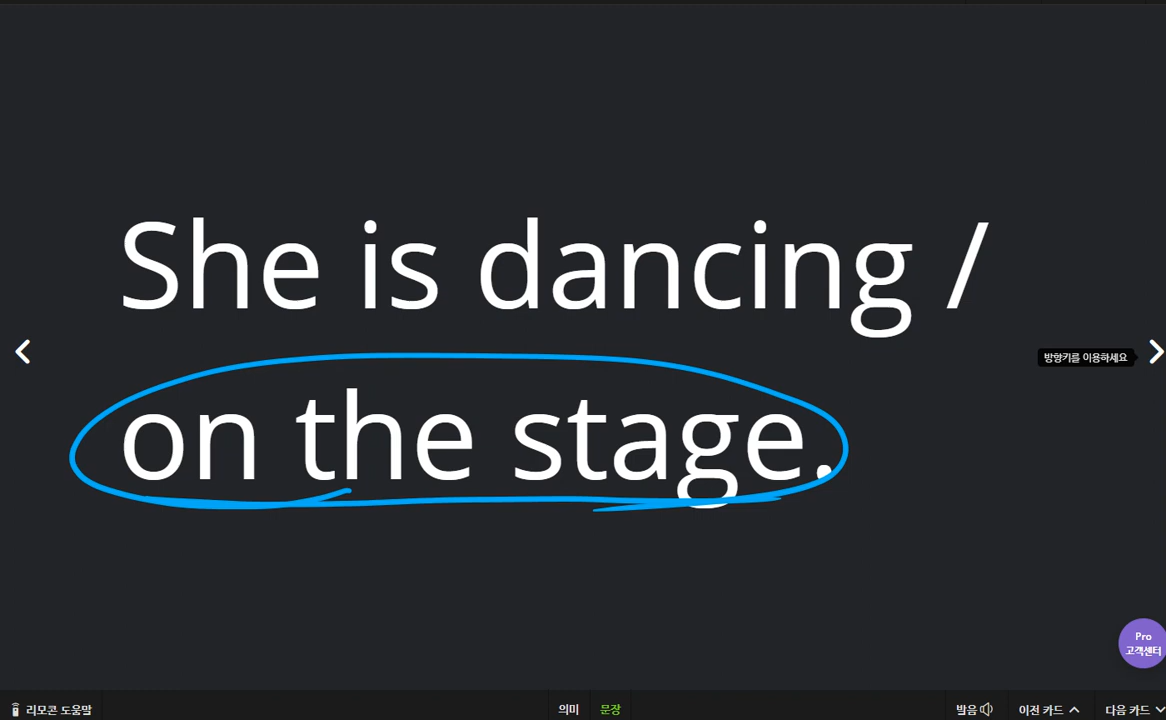 She is dancing /
on the stage.
방향키를 이용하세요
Pro
고객센터
리모콘 도움말
의미
문장
발음
이전 카드
다음 카드